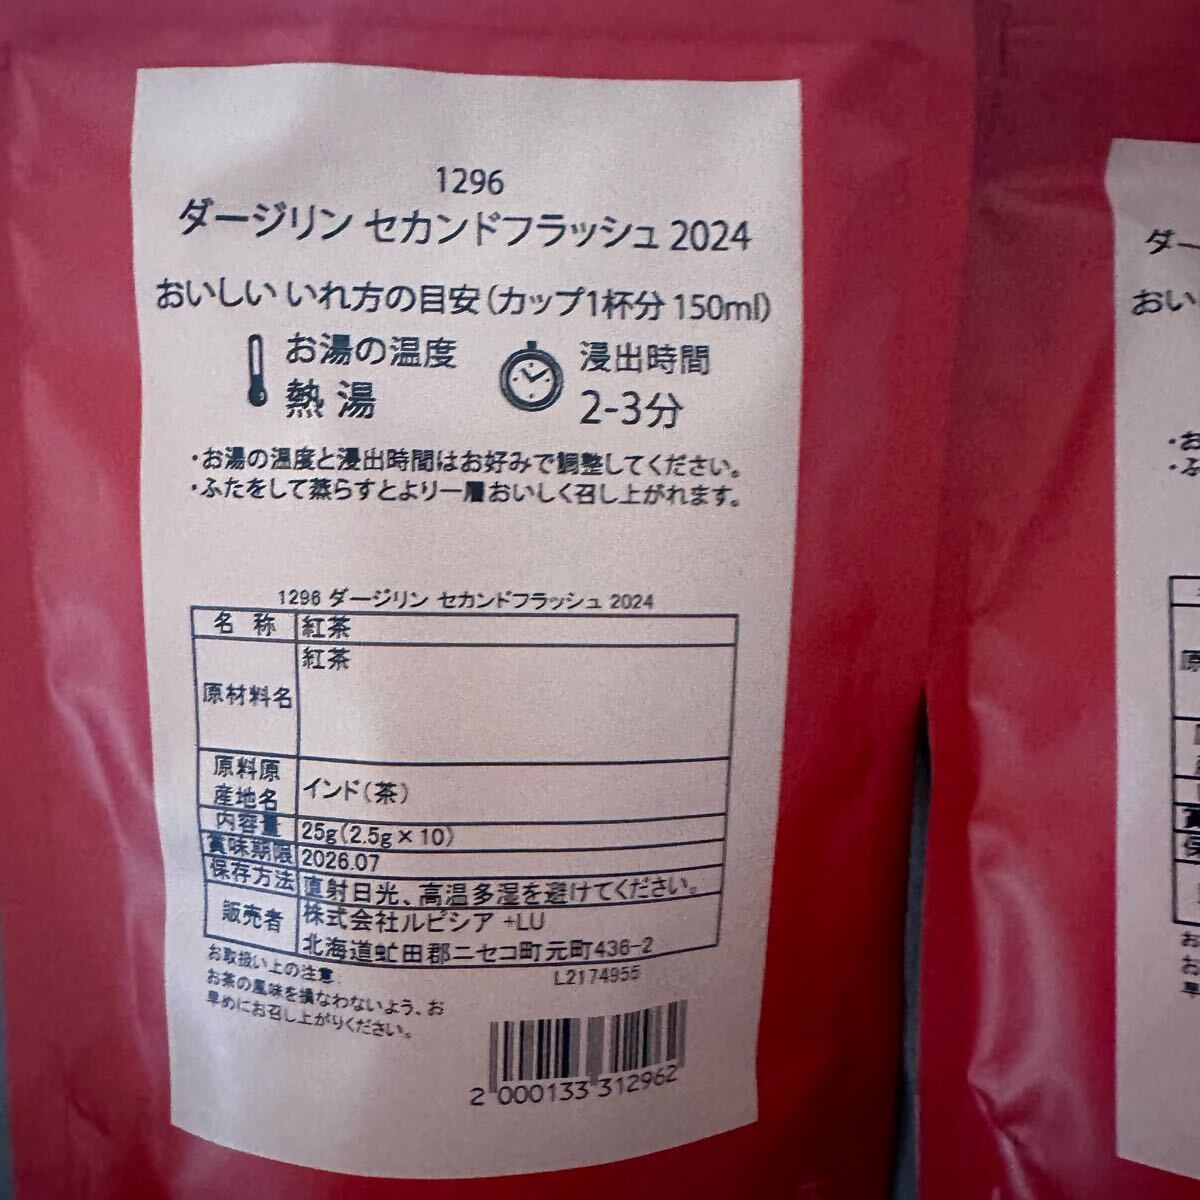 1296
ダージリン セカンドフラッシュ 2024
おいしい いれ方の目安(カップ1杯分 150ml)
お湯の温度
熱湯
浸出時間
2-3分
・お湯の温度と浸出時間はお好みで調整してください。
・ふたをして蒸らすとより一層おいしく召し上がれます。
1296 ダージリン セカンドフラッシュ 2024
名 称 紅茶
原材料名 紅茶
原料原産地名 インド(茶)
内容量 25g(2.5g×10)
賞味期限 2026.07
保存方法 直射日光、高温多湿を避けてください。
販売者 株式会社ルピシア +LU
北海道虻田郡ニセコ町元町436-2
L2174955
お取扱い上の注意:
お茶の風味を損なわないよう、お
早めにお召し上がりください。
2 000133 312962
ダー
おい
・お
・ふ
原
賞
保
お
お
早